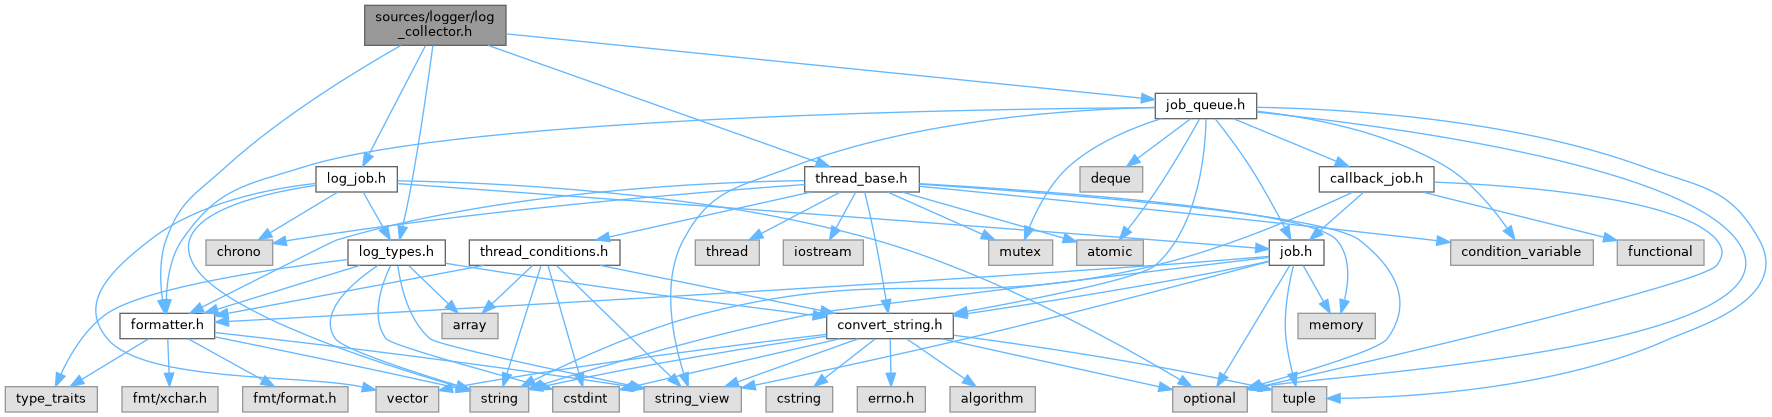 sources/logger/log
_collector.h
job_queue.h
log_job.h
thread_base.h
deque
callback_job.h
chrono
log_types.h
thread_conditions.h
thread
iostream
mutex
atomic
job.h
condition_variable
functional
formatter.h
array
convert_string.h
memory
type_traits
fmt/xchar.h
fmt/format.h
vector
string
cstdint
string_view
cstring
errno.h
algorithm
optional
tuple